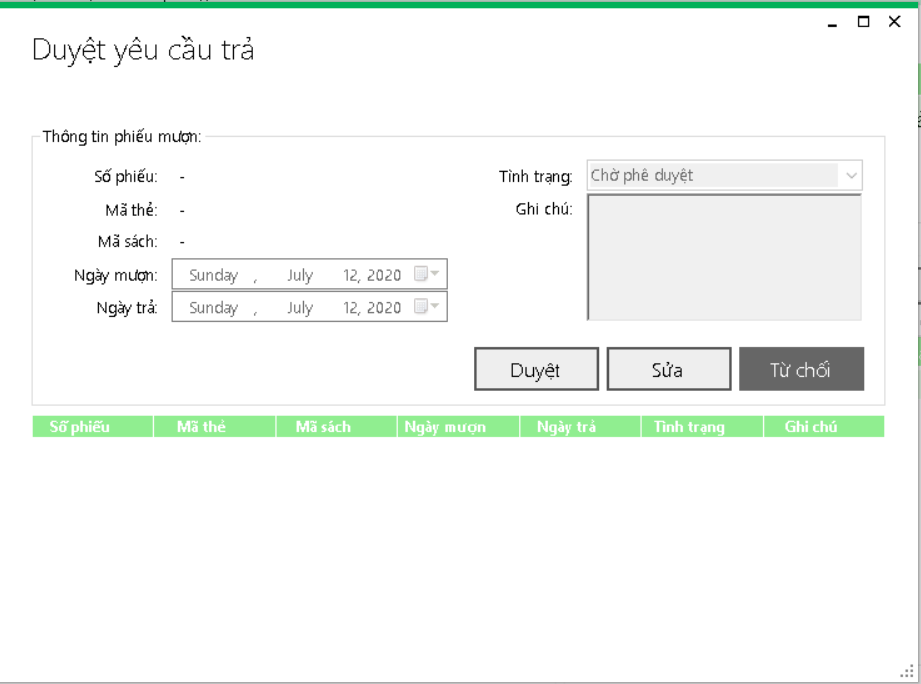 Duyệt yêu cầu trả
Thông tin phiếu mượn:
Số phiếu: -
Mã thẻ: -
Mã sách: -
Ngày mượn: Sunday , July 12, 2020
Ngày trả: Sunday , July 12, 2020
Tình trạng: Chờ phê duyệt
Ghi chú:
Duyệt Sửa Từ chối
Số phiếu Mã thẻ Mã sách Ngày mượn Ngày trả Tình trạng Ghi chú